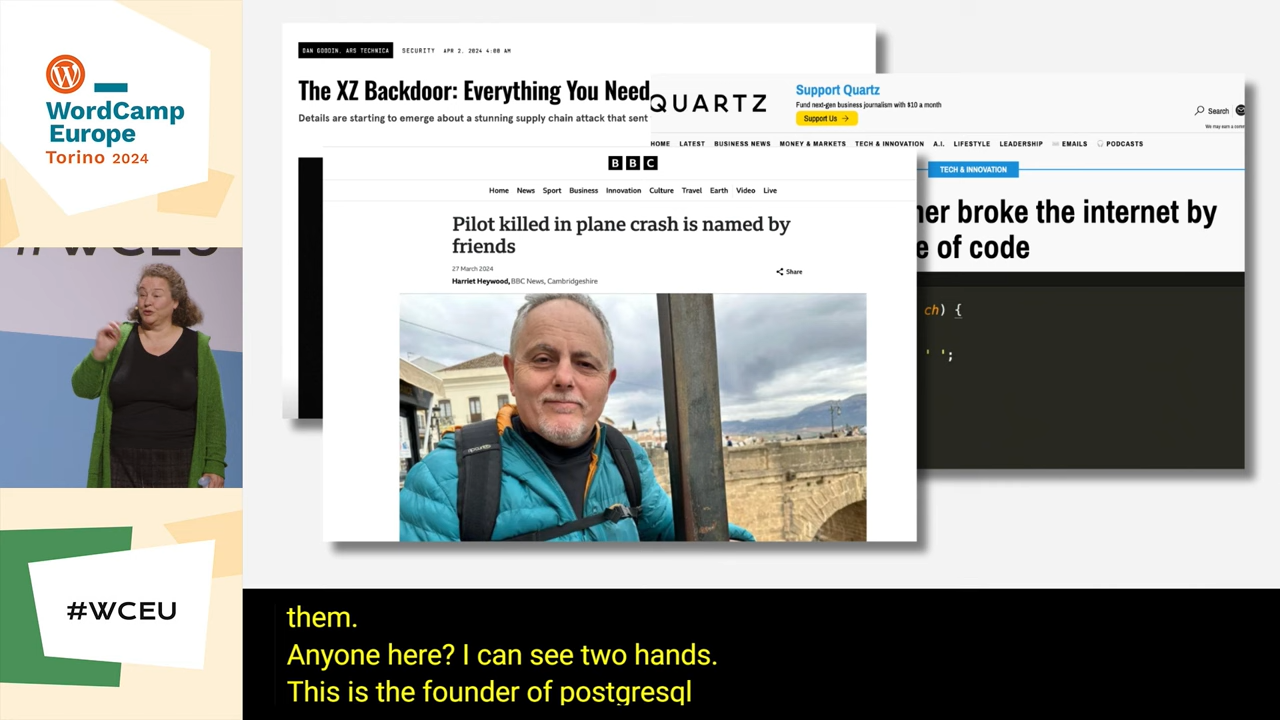 WordCamp
Europe
Torino 2024
#WCEU
#WCEU
DAN GOODIN, ARS TECHNICA SECURITY APR 2, 2024 4:00 AM
The XZ Backdoor: Everything You Need
Details are starting to emerge about a stunning supply chain attack that sent
QUARTZ
Support Quartz
Fund next-gen business journalism with $10 a month
Support Us →
Search
We may earn a comm
HOME LATEST BUSINESS NEWS MONEY & MARKETS TECH & INNOVATION A.I. LIFESTYLE LEADERSHIP EMAILS PODCASTS
TECH & INNOVATION
her broke the internet by
e of code
ch) {
' ';
BBC
Home News Sport Business Innovation Culture Travel Earth Video Live
Pilot killed in plane crash is named by
friends
27 March 2024
Share
Harriet Heywood, BBC News, Cambridgeshire
them.
Anyone here? I can see two hands.
This is the founder of postgresql